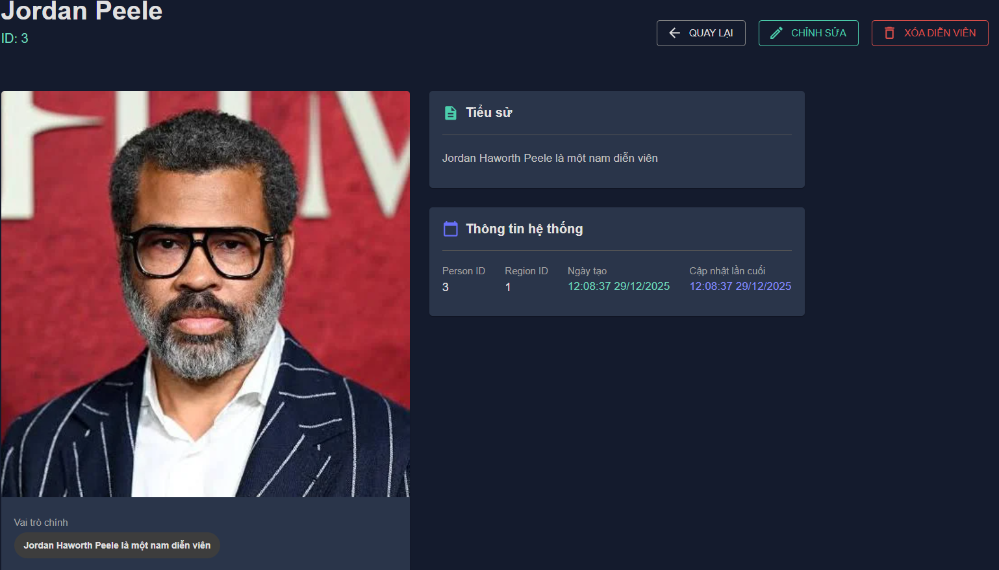 Jordan Peele
ID: 3
QUAY LẠI
CHỈNH SỬA
XÓA DIỄN VIÊN
Tiểu sử
Jordan Haworth Peele là một nam diễn viên
Thông tin hệ thống
Person ID
3
Region ID
1
Ngày tạo
12:08:37 29/12/2025
Cập nhật lần cuối
12:08:37 29/12/2025
Vai trò chính
Jordan Haworth Peele là một nam diễn viên